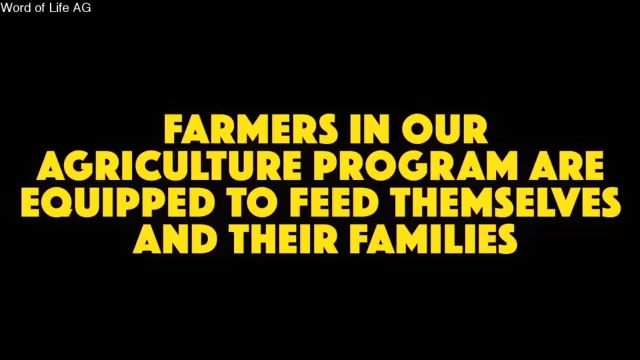 Word of Life AG
FARMERS IN OUR
AGRICULTURE PROGRAM ARE
EQUIPPED TO FEED THEMSELVES
AND THEIR FAMILIES